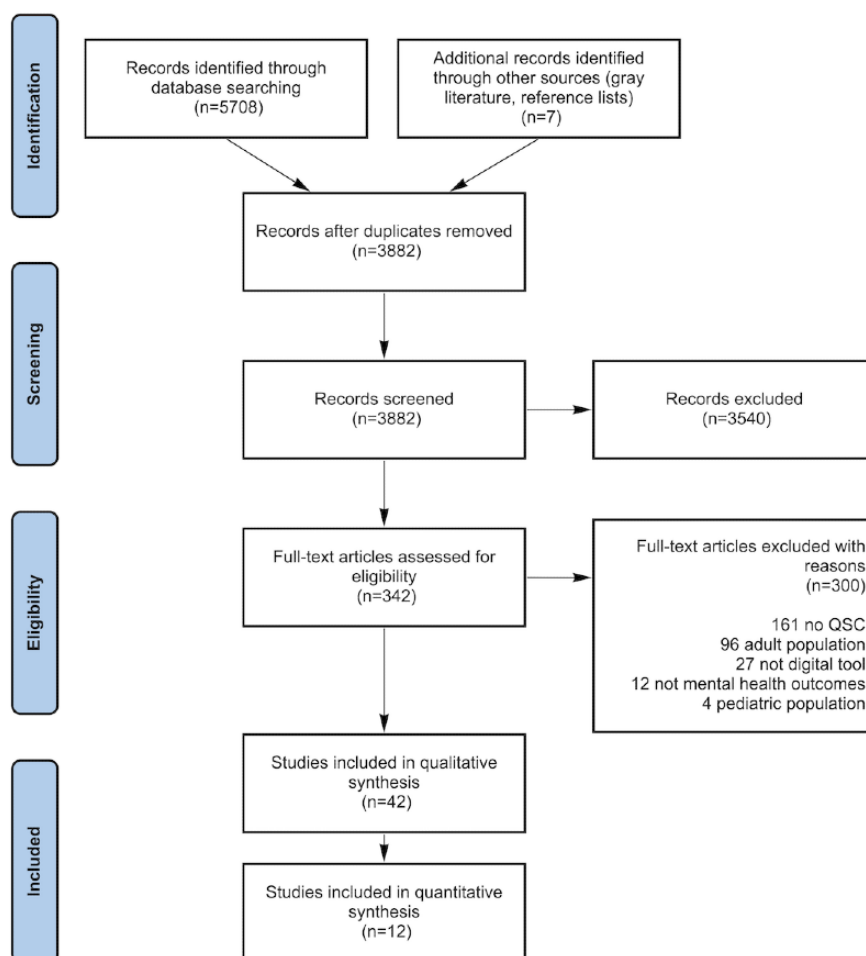 Identification
Records identified through
database searching
(n=5708)
Additional records identified
through other sources (gray
literature, reference lists)
(n=7)
Records after duplicates removed
(n=3882)
Screening
Records screened
(n=3882)
Records excluded
(n=3540)
Eligibility
Full-text articles assessed for
eligibility
(n=342)
Full-text articles excluded with
reasons
(n=300)
161 no QSC
96 adult population
27 not digital tool
12 not mental health outcomes
4 pediatric population
Included
Studies included in qualitative
synthesis
(n=42)
Studies included in quantitative
synthesis
(n=12)